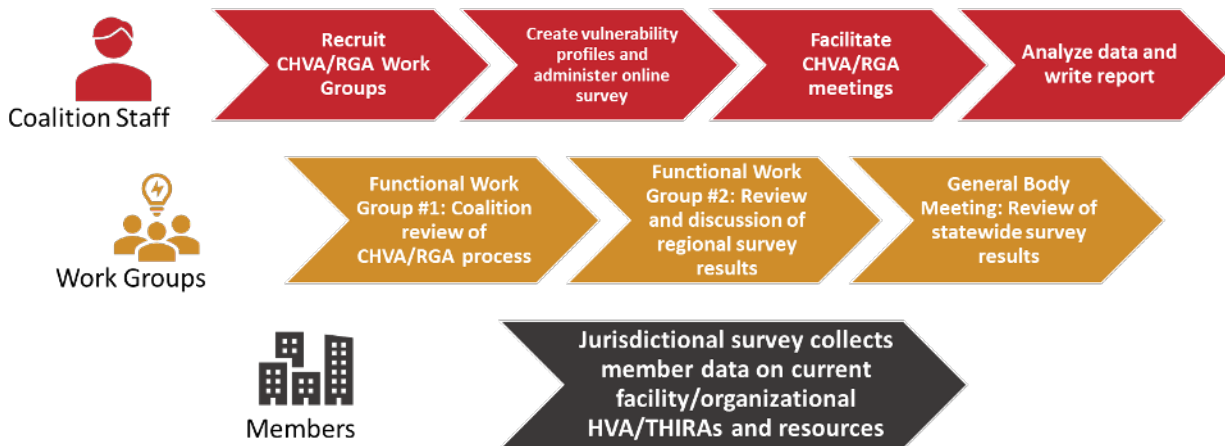 Recruit
CHVA/RGA Work
Groups
Create vulnerability
profiles and
administer online
survey
Facilitate
CHVA/RGA
meetings
Analyze data and
write report
Coalition Staff
Functional Work
Group #1: Coalition
review of
CHVA/RGA process
Functional Work
Group #2: Review
and discussion of
regional survey
results
General Body
Meeting: Review of
statewide survey
results
Work Groups
Jurisdictional survey collects
member data on current
facility/organizational
HVA/THIRAs and resources
Members